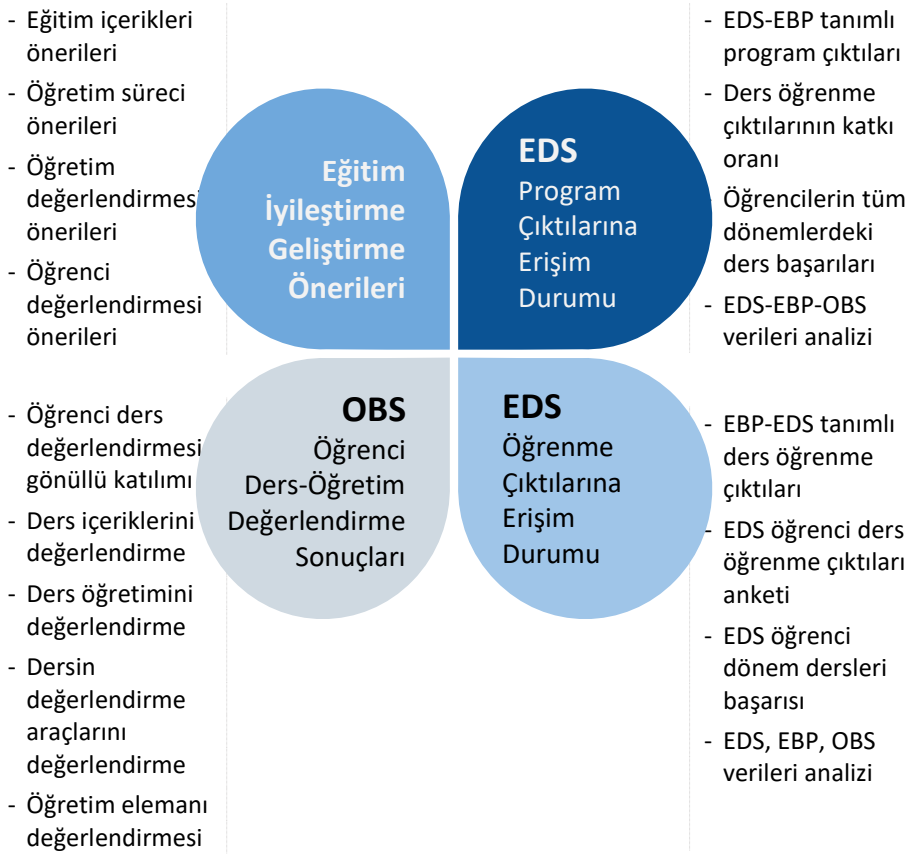 - Eğitim içerikleri
önerileri
- Öğretim süreci
önerileri
- Öğretim
değerlendirmesi
önerileri
- Öğrenci
değerlendirmesi
önerileri
Eğitim
İyileştirme
Geliştirme
Önerileri
EDS
Program
Çıktılarına
Erişim
Durumu
- EDS-EBP tanımlı
program çıktıları
- Ders öğrenme
çıktılarının katkı
oranı
Öğrencilerin tüm
dönemlerdeki
ders başarıları
- EDS-EBP-OBS
verileri analizi
- Öğrenci ders
değerlendirmesi
gönüllü katılımı
- Ders içeriklerini
değerlendirme
- Ders öğretimini
değerlendirme
- Dersin
değerlendirme
araçlarını
değerlendirme
- Öğretim elemanı
değerlendirmesi
OBS
Öğrenci
Ders-Öğretim
Değerlendirme
Sonuçları
EDS
Öğrenme
Çıktılarına
Erişim
Durumu
- EBP-EDS tanımlı
ders öğrenme
çıktıları
- EDS öğrenci ders
öğrenme çıktıları
anketi
- EDS öğrenci
dönem dersleri
başarısı
- EDS, EBP, OBS
verileri analizi